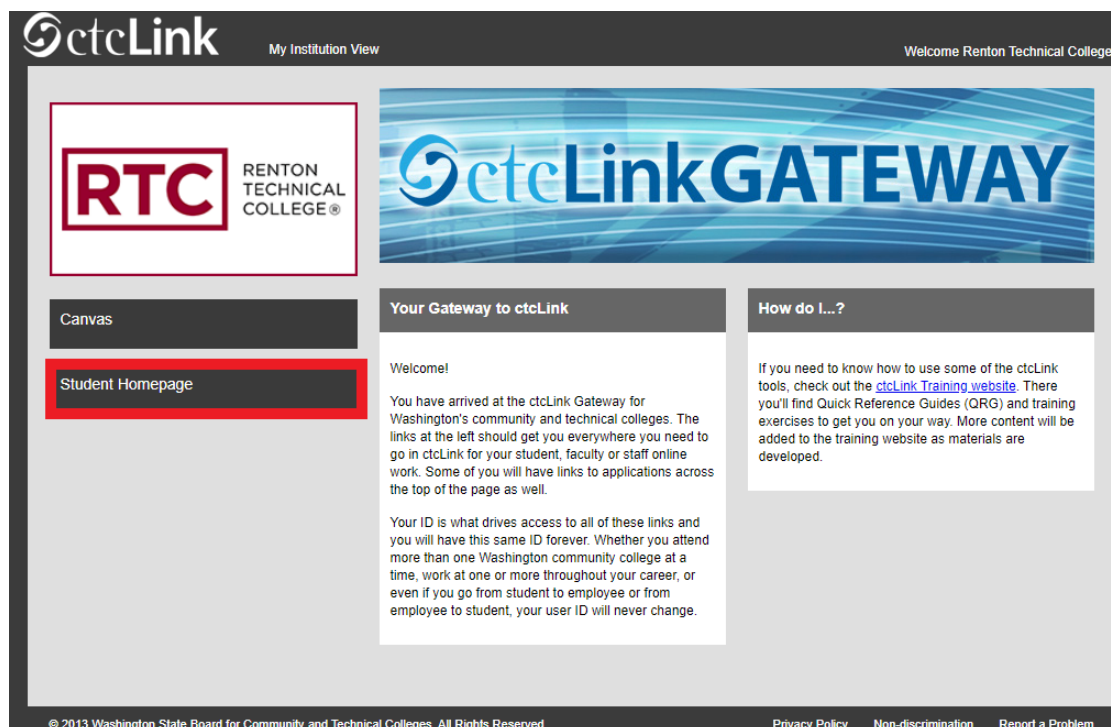 ctcLink
My Institution View
Welcome Renton Technical College
RTC
RENTON
TECHNICAL
COLLEGE®
ctcLinkGATEWAY
Canvas
Student Homepage
Your Gateway to ctcLink
Welcome!
You have arrived at the ctcLink Gateway for
Washington's community and technical colleges. The
links at the left should get you everywhere you need to
go in ctcLink for your student, faculty or staff online
work. Some of you will have links to applications across
the top of the page as well.
Your ID is what drives access to all of these links and
you will have this same ID forever. Whether you attend
more than one Washington community college at a
time, work at one or more throughout your career, or
even if you go from student to employee or from
employee to student, your user ID will never change.
How do I...?
If you need to know how to use some of the ctcLink
tools, check out the ctcLink Training website. There
you'll find Quick Reference Guides (QRG) and training
exercises to get you on your way. More content will be
added to the training website as materials are
developed.
© 2013 Washington State Board for Community and Technical Colleges. All Rights Reserved
Privacy Policy
Non-discrimination
Report a Problem